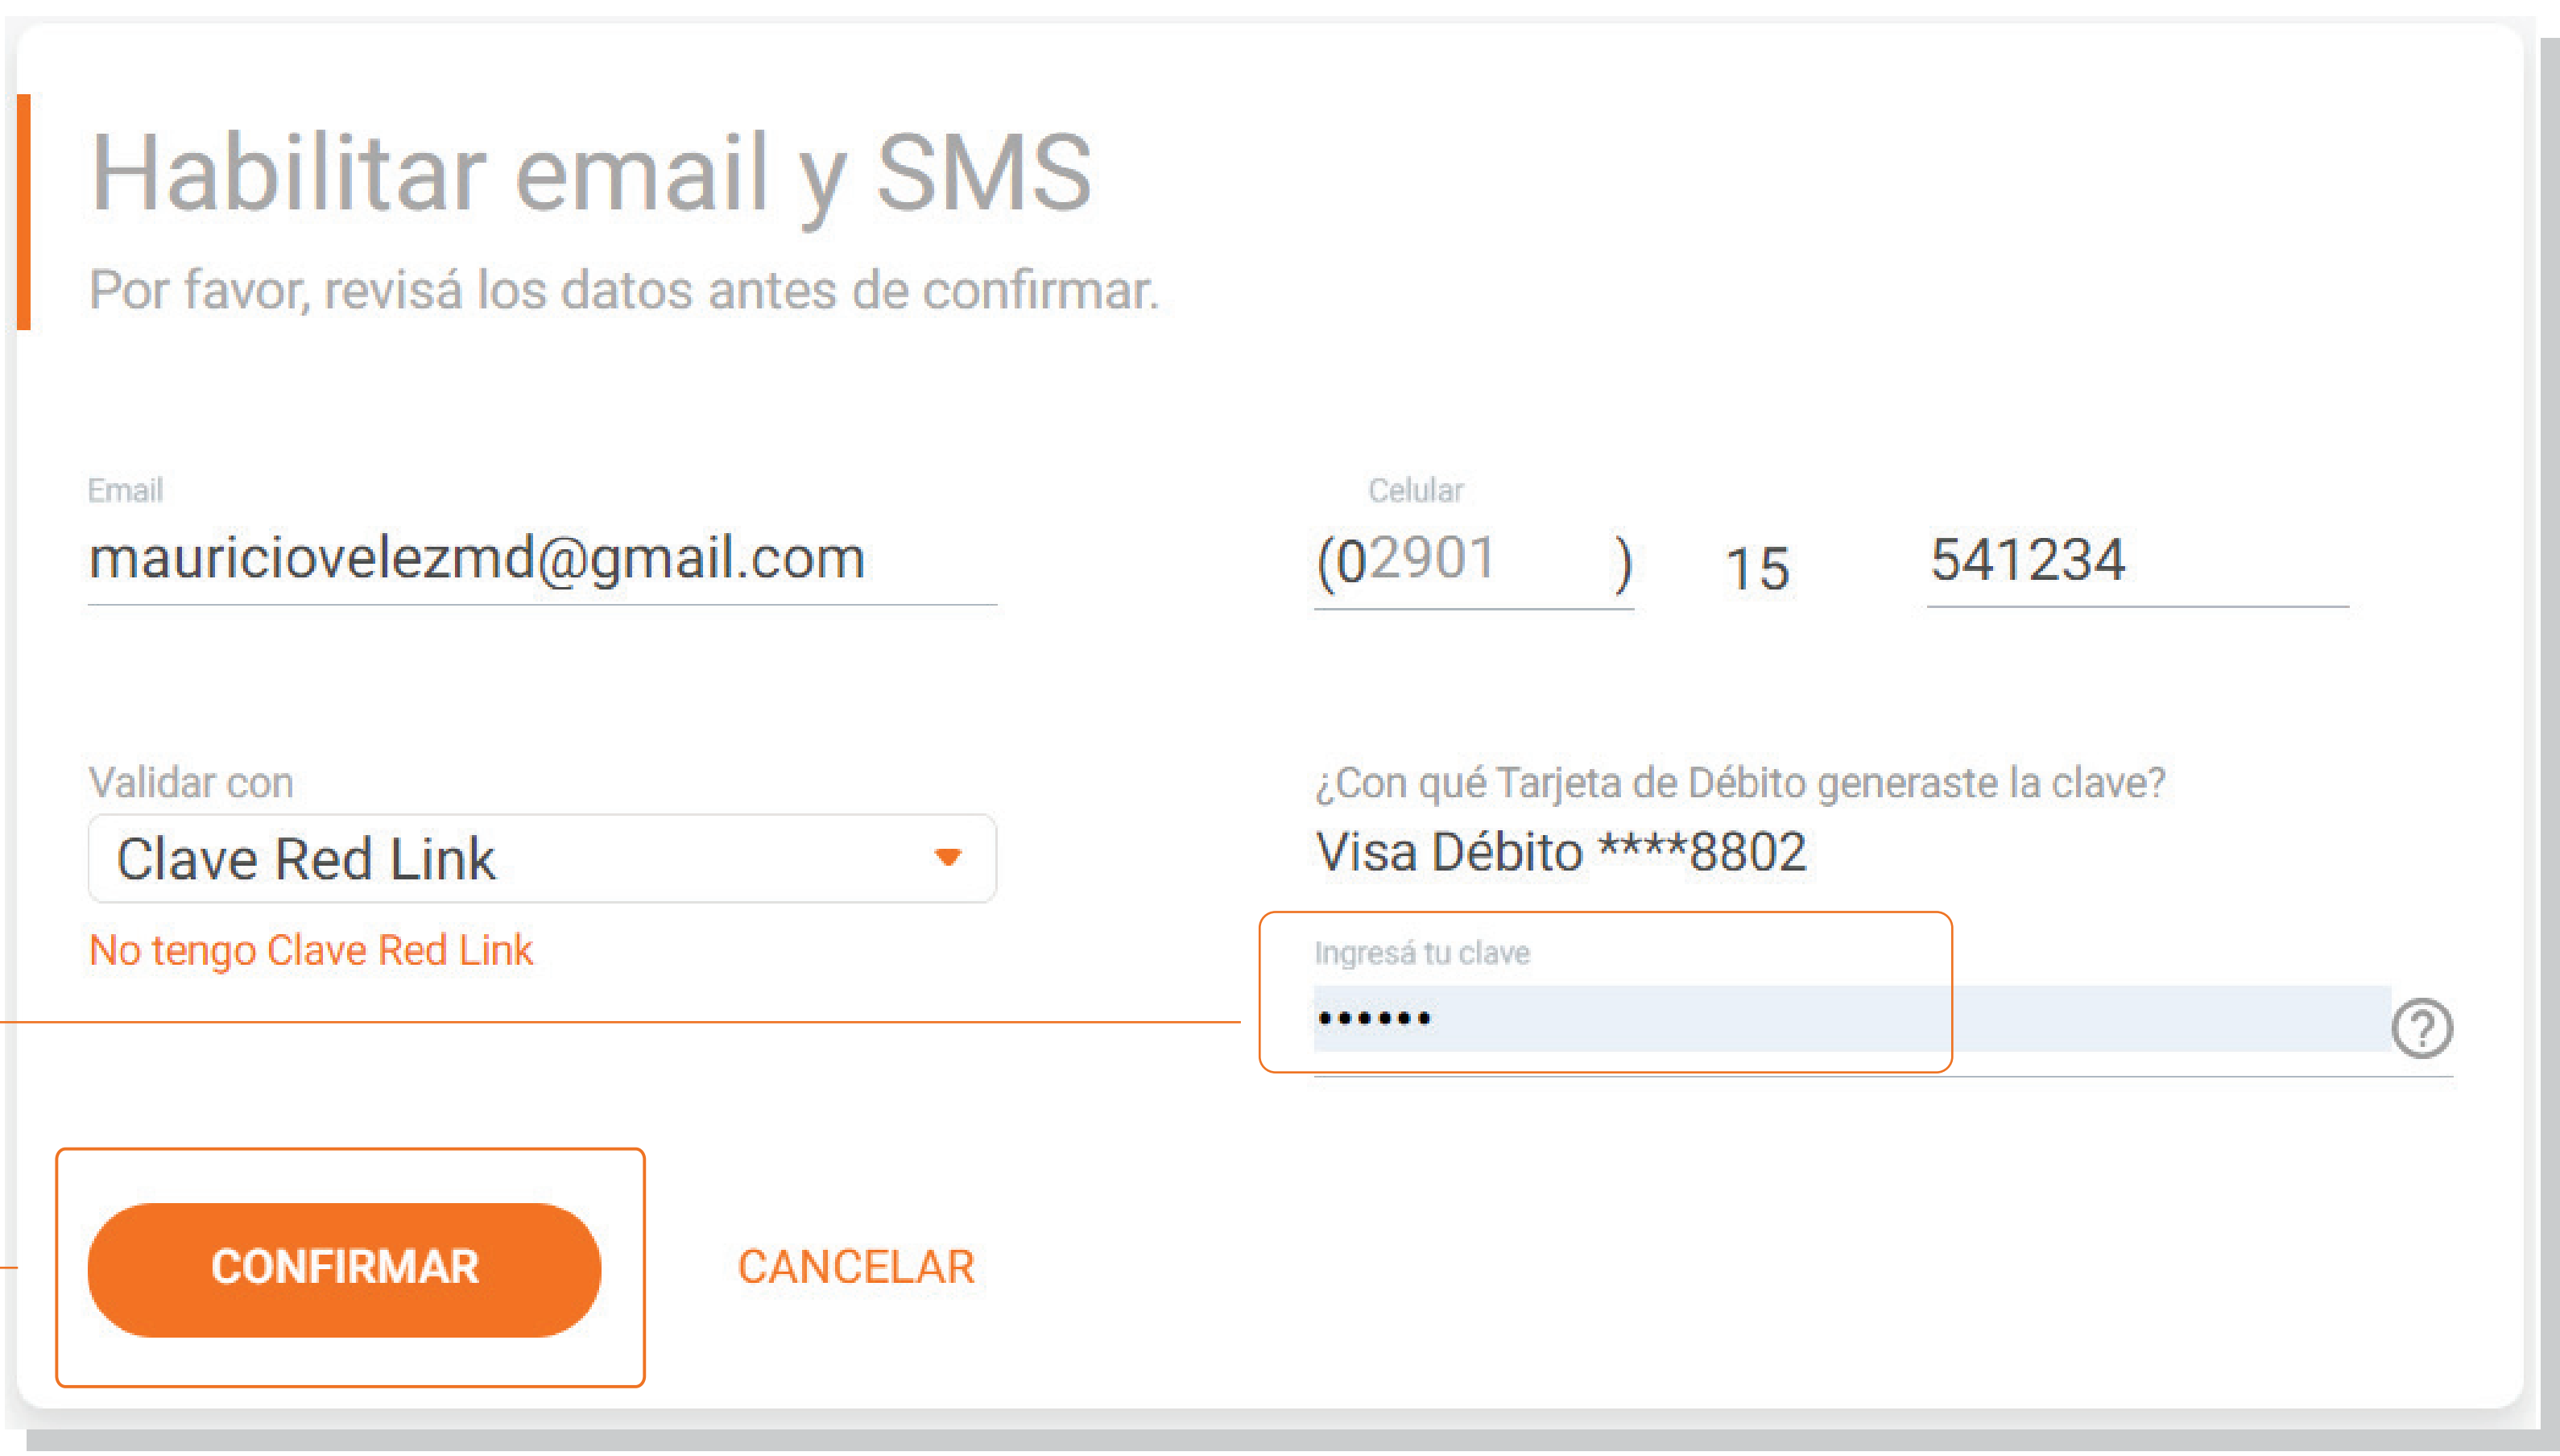 Habilitar email y SMS
Por favor, revisá los datos antes de confirmar.
Email
mauriciovelezmd@gmail.com
Celular
(02901 ) 15 541234
Validar con
Clave Red Link
No tengo Clave Red Link
¿Con qué Tarjeta de Débito generaste la clave?
Visa Débito ****8802
Ingresá tu clave
••••••
?
CONFIRMAR
CANCELAR